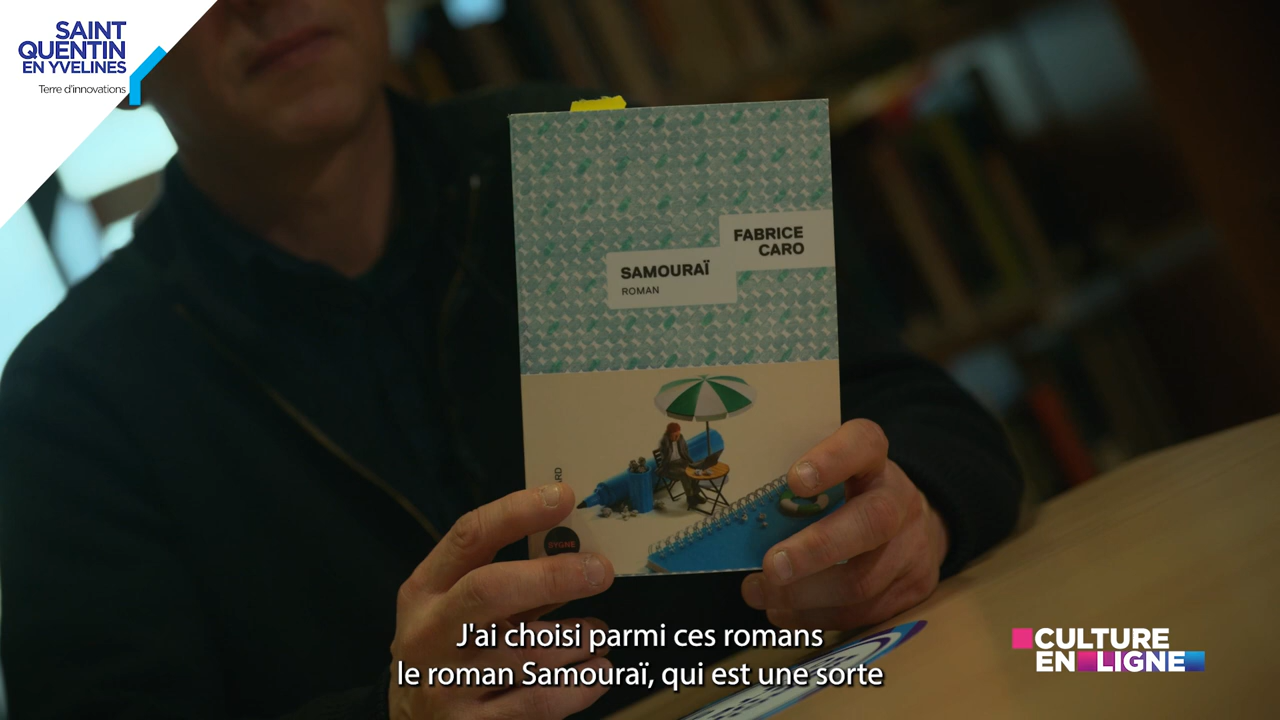 SAINT
QUENTIN
EN YVELINES
Terre d'innovations
FABRICE
CARO
SAMOURAÏ
ROMAN
J'ai choisi parmi ces romans
le roman Samouraï, qui est une sorte
CULTURE
EN LIGNE